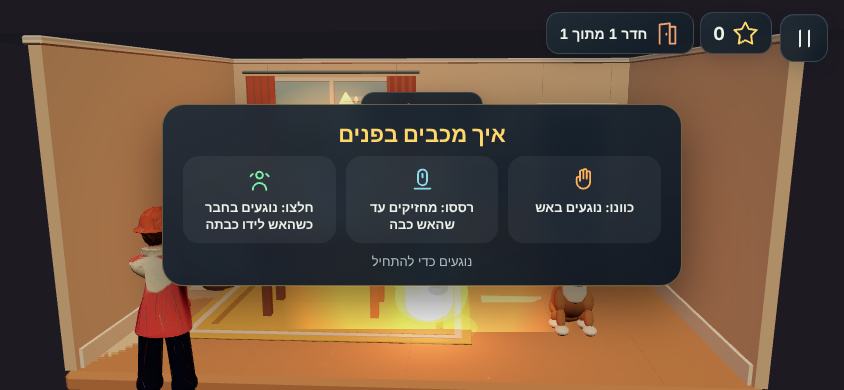 חדר 1 מתוך 1
0
איך מכבים בפנים
כוונו: נוגעים באש
רססו: מחזיקים עד
שהאש כבה
חלצו: נוגעים בחבר
כשהאש לידו כבתה
נוגעים כדי להתחיל